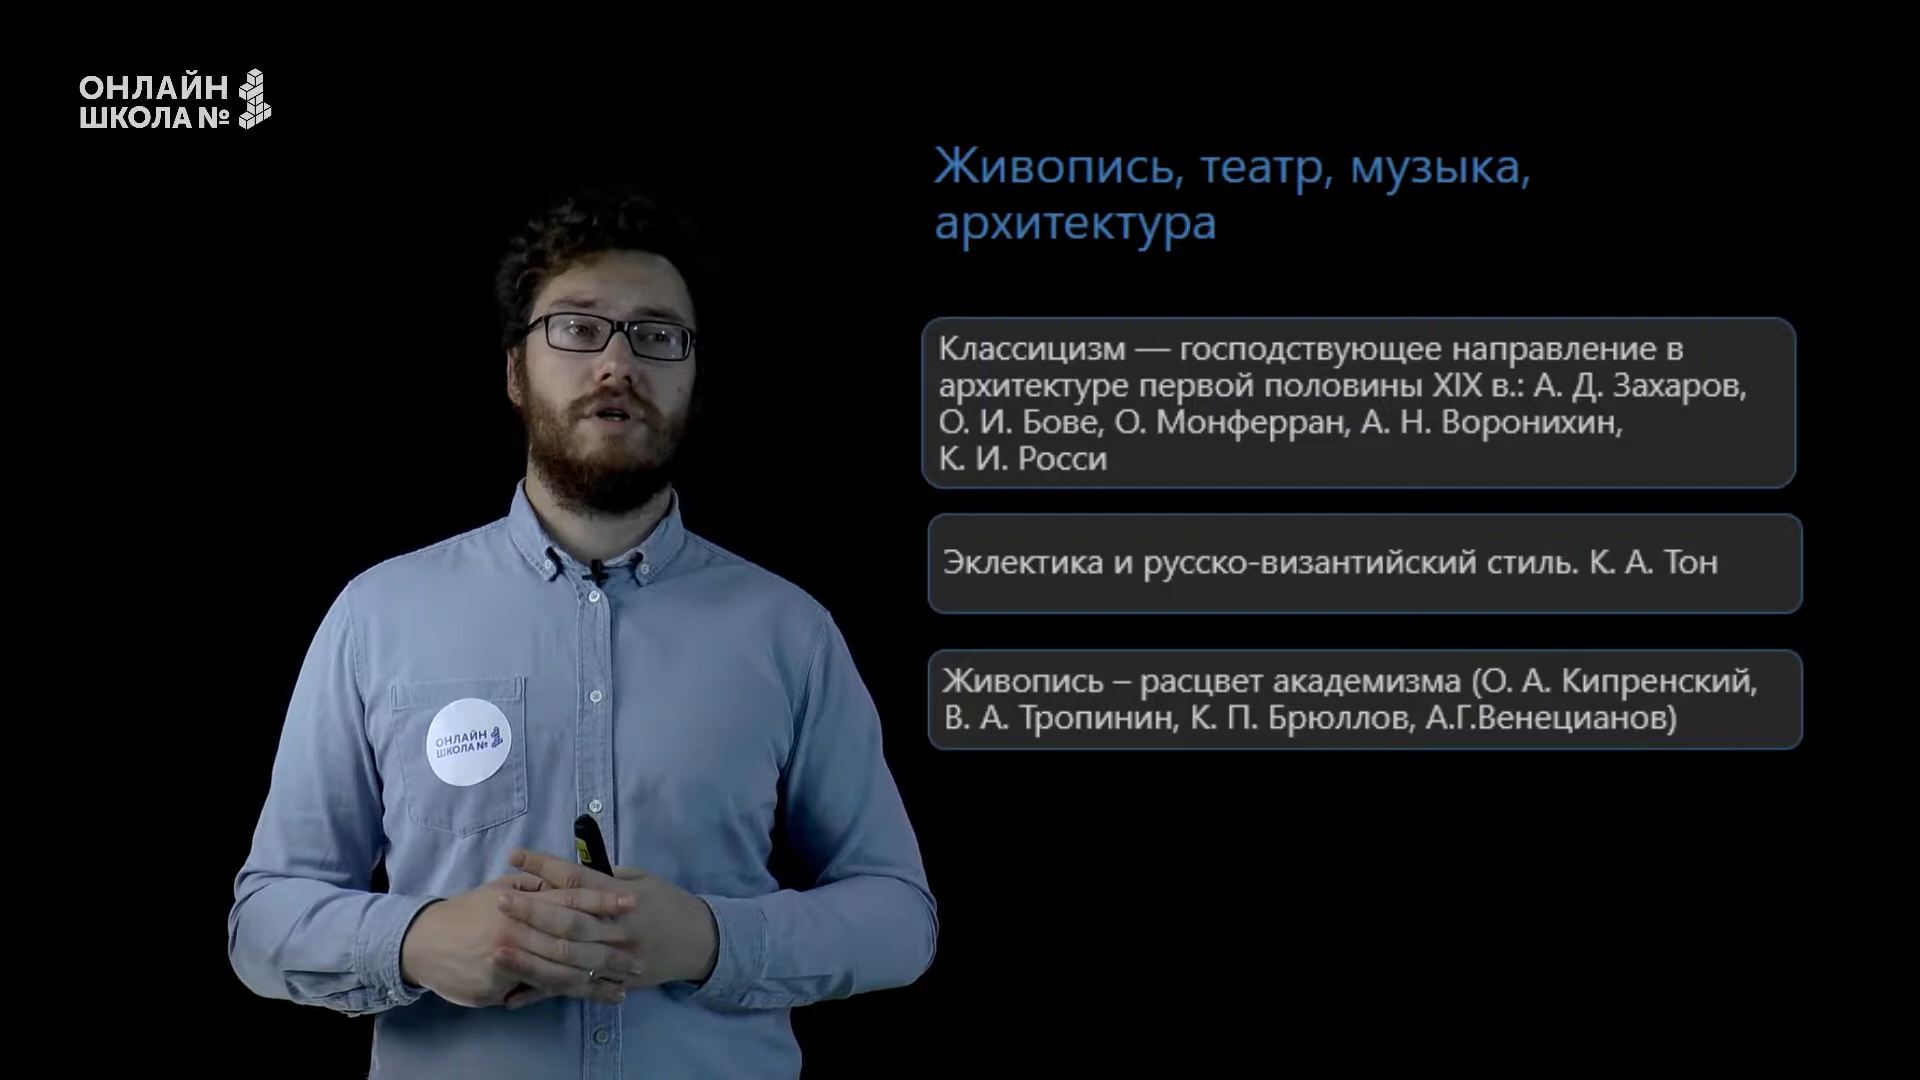 ОНЛАЙН
ШКОЛА №
Живопись, театр, музыка,
архитектура
Классицизм — господствующее направление в
архитектуре первой половины XIX в.: А. Д. Захаров,
О. И. Бове, О. Монферран, А. Н. Воронихин,
К. И. Росси
Эклектика и русско-византийский стиль. К. А. Тон
Живопись – расцвет академизма (О. А. Кипренский,
В. А. Тропинин, К. П. Брюллов, А.Г.Венецианов)
ОНЛАЙН
ШКОЛА №